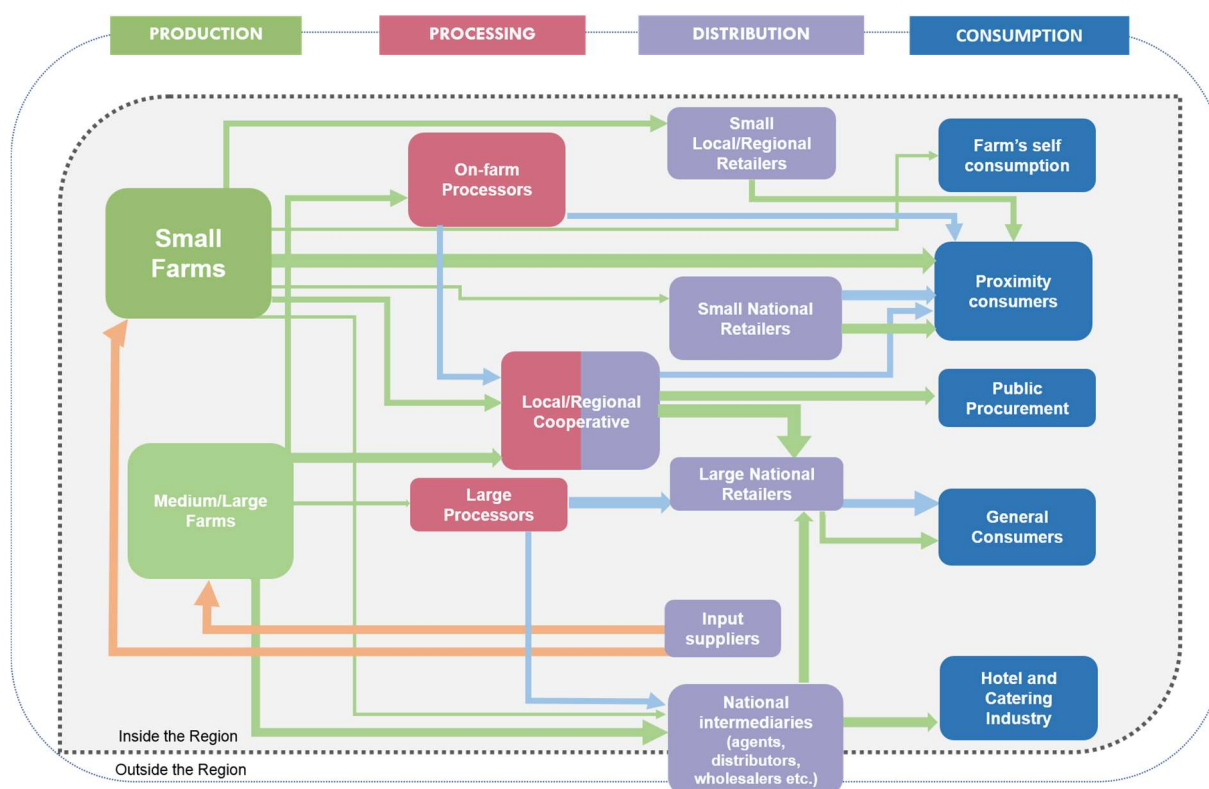 PRODUCTION
PROCESSING
DISTRIBUTION
CONSUMPTION
Small
Local/Regional
Retailers
Farm's self
consumption
On-farm
Processors
Small
Farms
Proximity
consumers
Small National
Retailers
Local/Regional
Cooperative
Public
Procurement
Medium/Large
Farms
Large
Processors
Large National
Retailers
General
Consumers
Input
suppliers
National
intermediaries
(agents,
distributors,
wholesalers etc.)
Hotel and
Catering
Industry
Inside the Region
Outside the Region